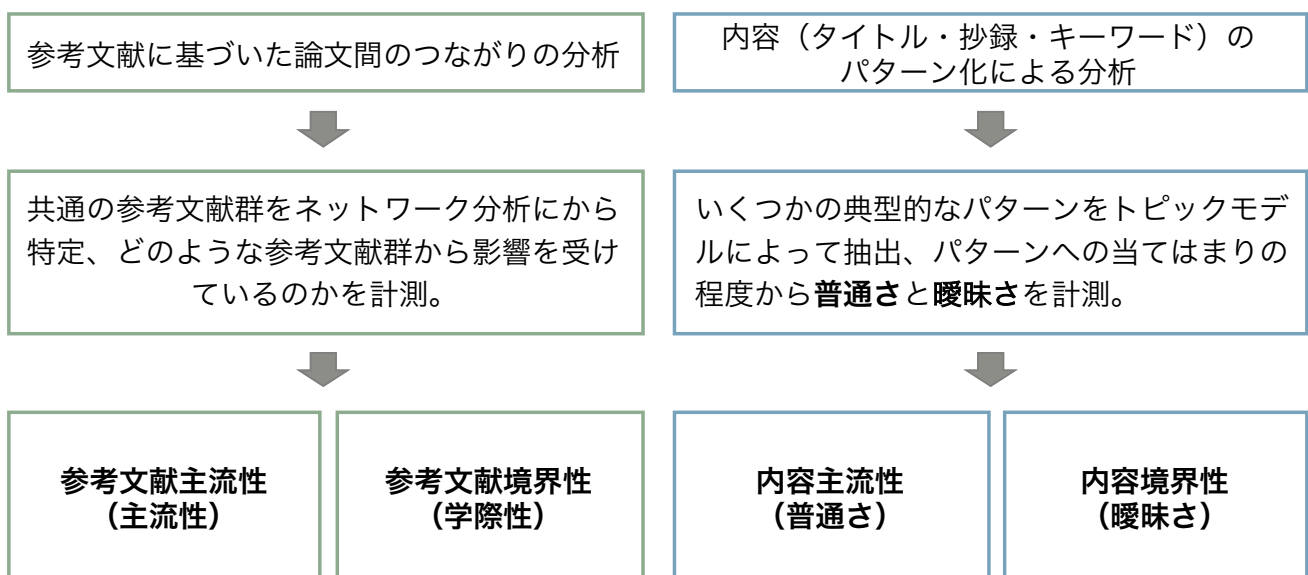 参考文献に基づいた論文間のつながりの分析
内容（タイトル・抄録・キーワード）の
パターン化による分析
共通の参考文献群をネットワーク分析にから
特定、どのような参考文献群から影響を受け
ているのかを計測。
いくつかの典型的なパターンをトピックモデ
ルによって抽出、パターンへの当てはまりの
程度から普通さと曖昧さを計測。
参考文献主流性
（主流性）
参考文献境界性
（学際性）
内容主流性
（普通さ）
内容境界性
（曖昧さ）